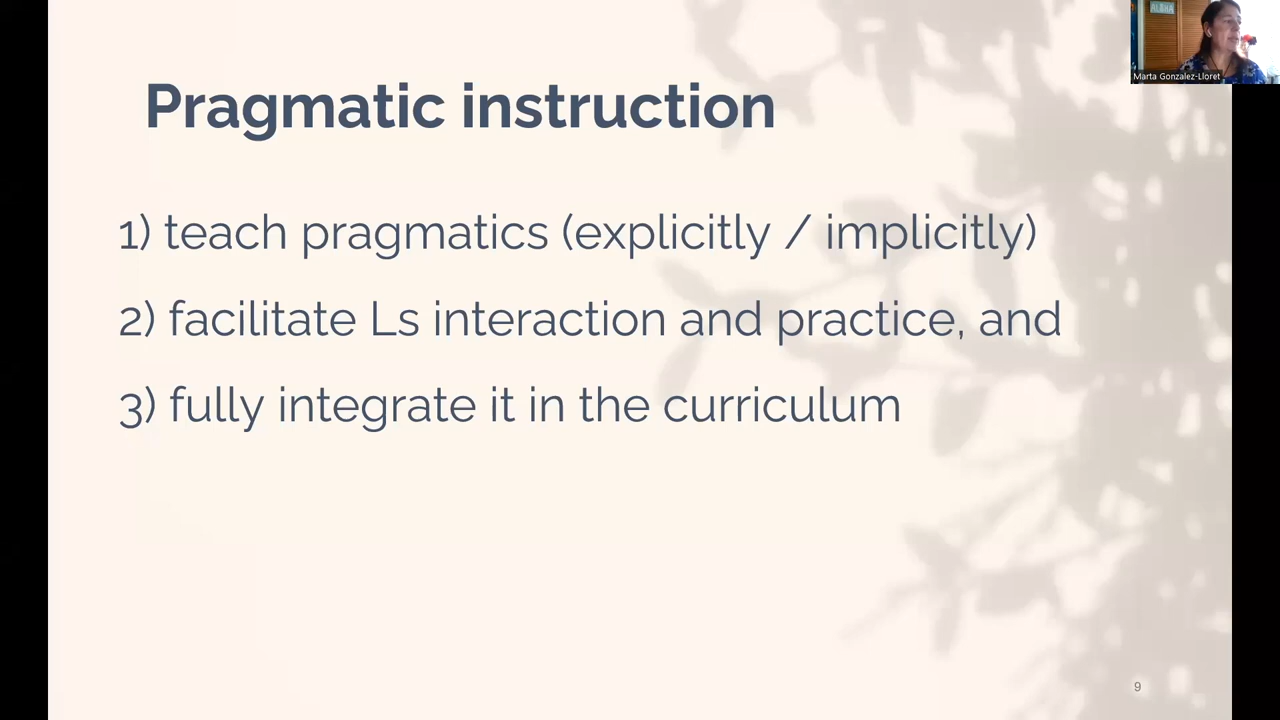 ALOHA
Marta Gonzalez-Lloret
Pragmatic instruction
1) teach pragmatics (explicitly / implicitly)
2) facilitate Ls interaction and practice, and
3) fully integrate it in the curriculum
9